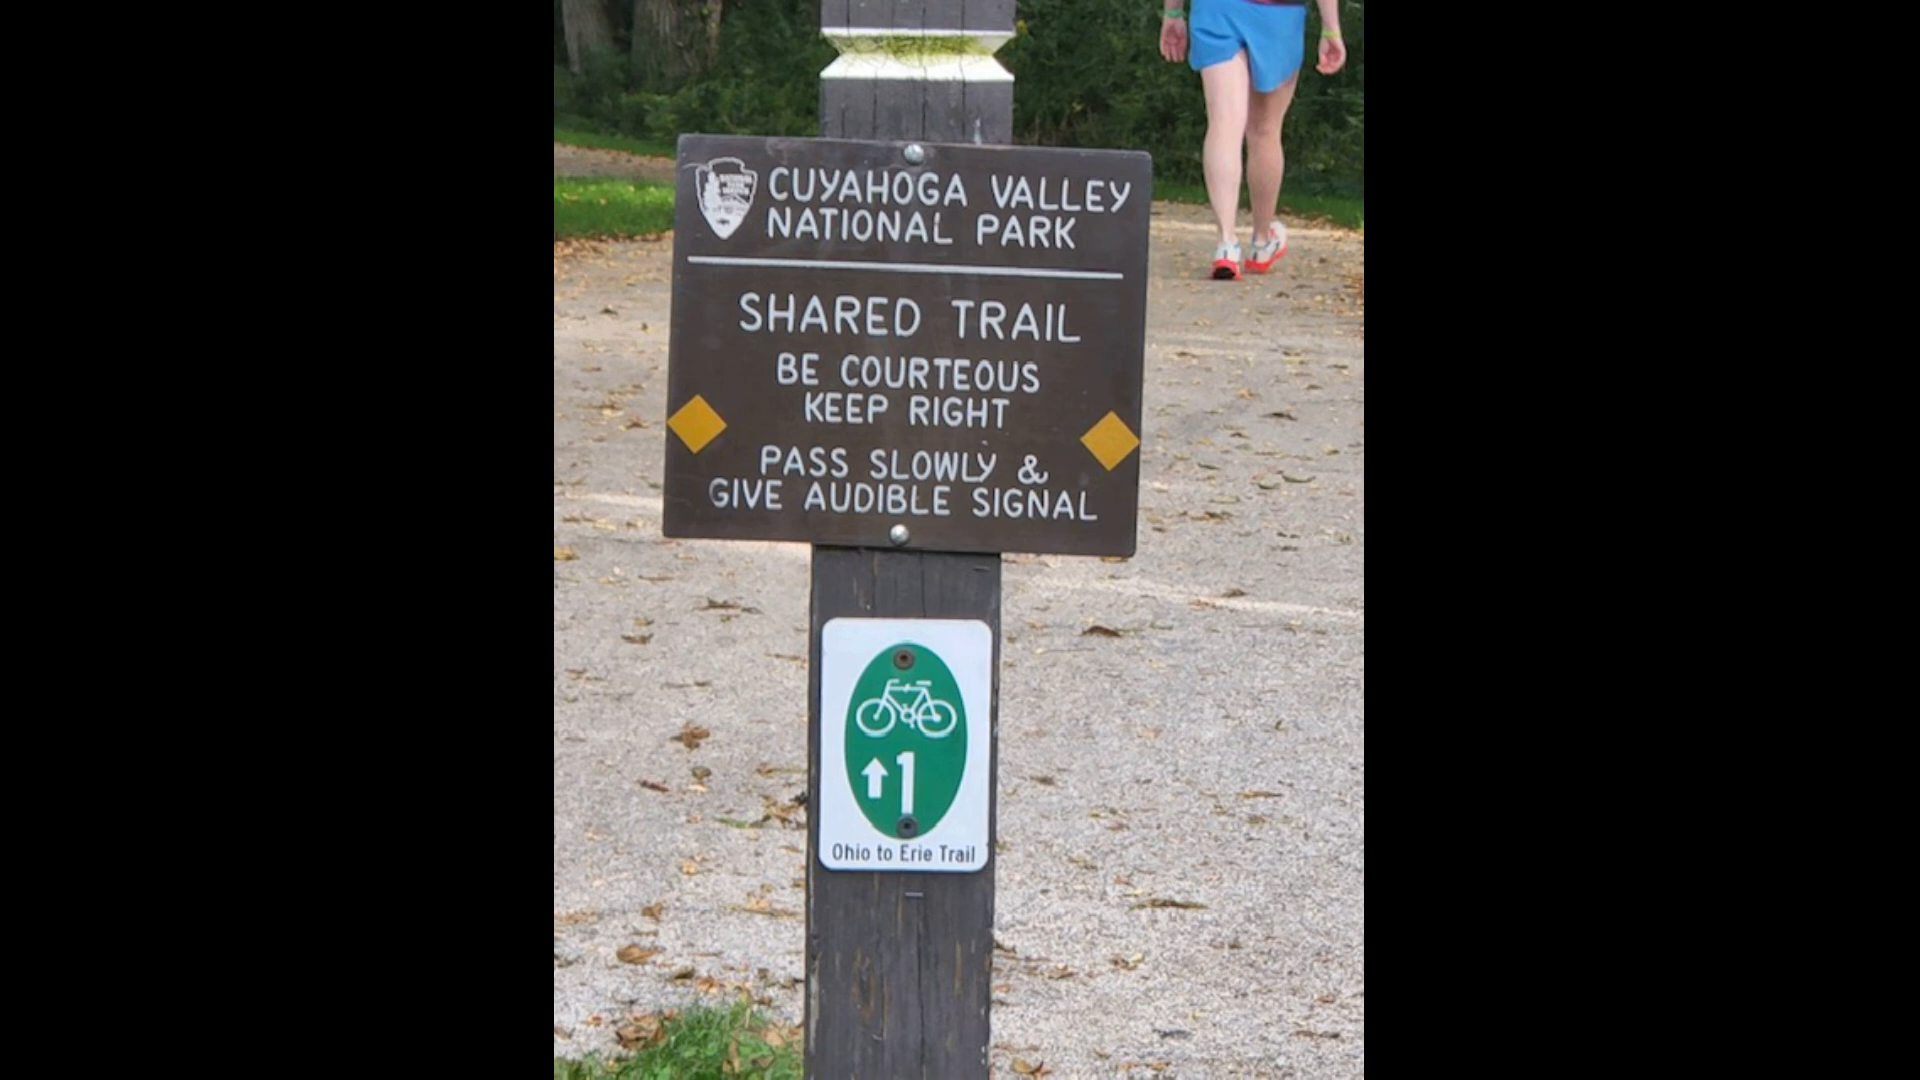 CUYAHOGA VALLEY
NATIONAL PARK
SHARED TRAIL
BE COURTEOUS
KEEP RIGHT
PASS SLOWLY &
GIVE AUDIBLE SIGNAL
1
Ohio to Erie Trail